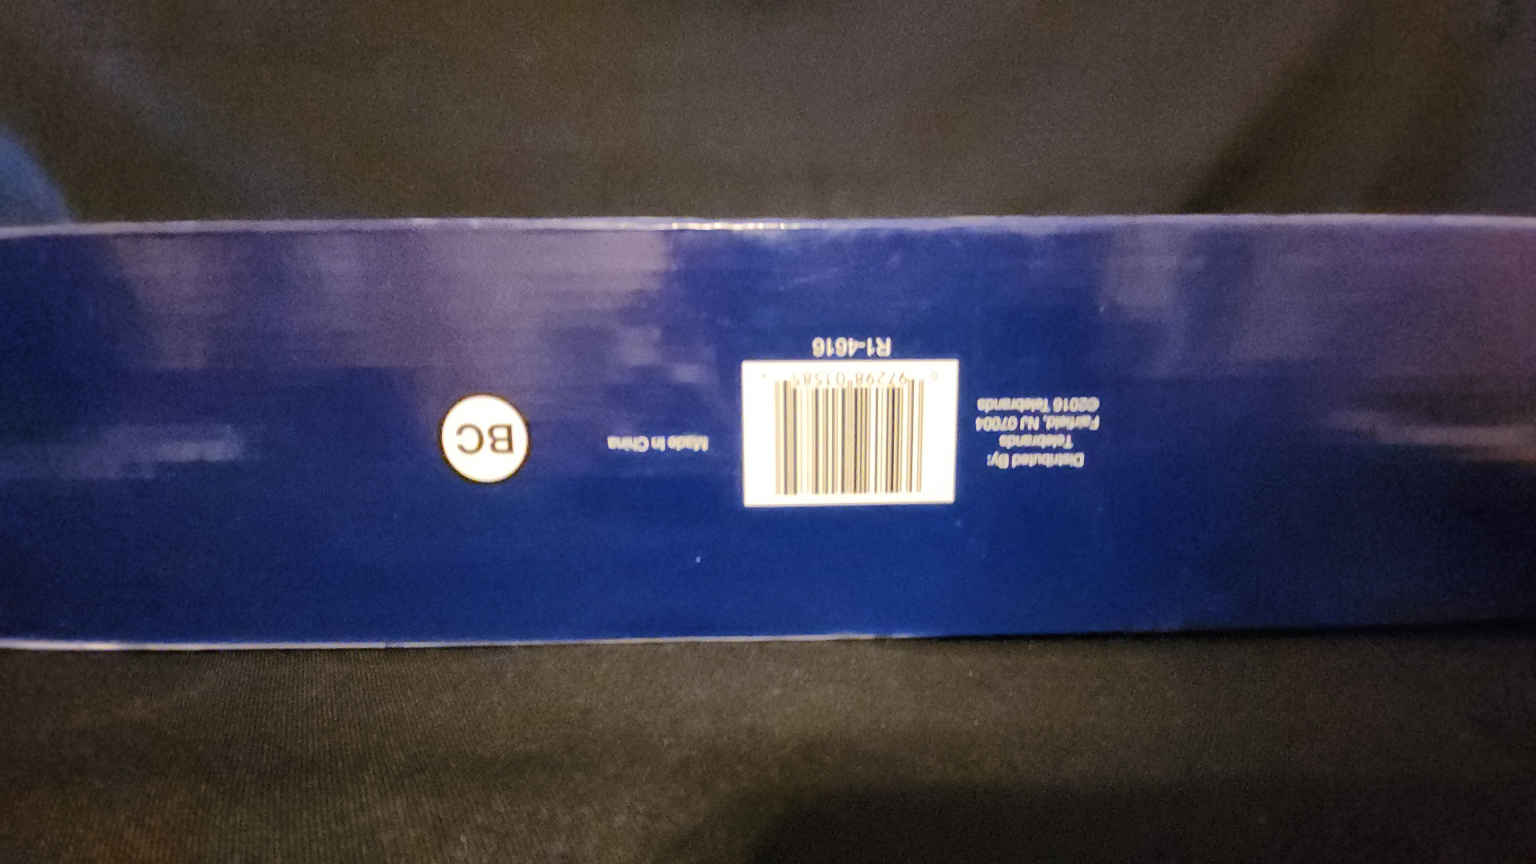 Distributed By:
Telebrands
Fairfield, NJ 07004
©2016 Telebrands
R1-4616
Made in China
BC